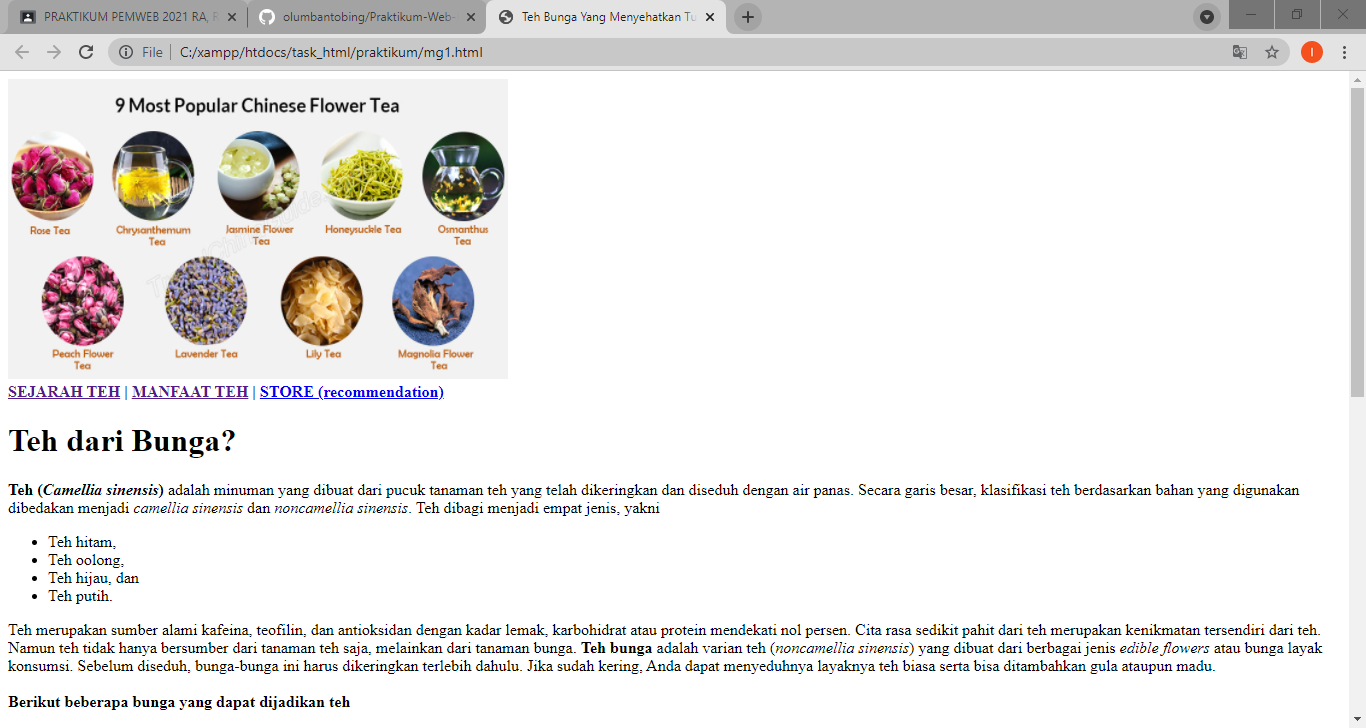 PRAKTIKUM PEMWEB 2021 RA, R
olumbantobing/Praktikum-Web-
Teh Bunga Yang Menyehatkan Tu
File | C:/xampp/htdocs/task_html/praktikum/mg1.html
I
9 Most Popular Chinese Flower Tea
Rose Tea
Chrysanthemum Tea
Jasmine Flower Tea
Honeysuckle Tea
Osmanthus Tea
Peach Flower Tea
Lavender Tea
Lily Tea
Magnolia Flower Tea
SEJARAH TEH | MANFAAT TEH | STORE (recommendation)
Teh dari Bunga?
Teh (Camellia sinensis) adalah minuman yang dibuat dari pucuk tanaman teh yang telah dikeringkan dan diseduh dengan air panas. Secara garis besar, klasifikasi teh berdasarkan bahan yang digunakan
dibedakan menjadi camellia sinensis dan noncamellia sinensis. Teh dibagi menjadi empat jenis, yakni
• Teh hitam,
• Teh oolong,
• Teh hijau, dan
• Teh putih.
Teh merupakan sumber alami kafeina, teofilin, dan antioksidan dengan kadar lemak, karbohidrat atau protein mendekati nol persen. Cita rasa sedikit pahit dari teh merupakan kenikmatan tersendiri dari teh.
Namun teh tidak hanya bersumber dari tanaman teh saja, melainkan dari tanaman bunga. Teh bunga adalah varian teh (noncamellia sinensis) yang dibuat dari berbagai jenis edible flowers atau bunga layak
konsumsi. Sebelum diseduh, bunga-bunga ini harus dikeringkan terlebih dahulu. Jika sudah kering, Anda dapat menyeduhnya layaknya teh biasa serta bisa ditambahkan gula ataupun madu.
Berikut beberapa bunga yang dapat dijadikan teh